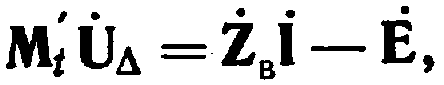 M′ₜU̇_Δ = Ż_вİ — Ė,